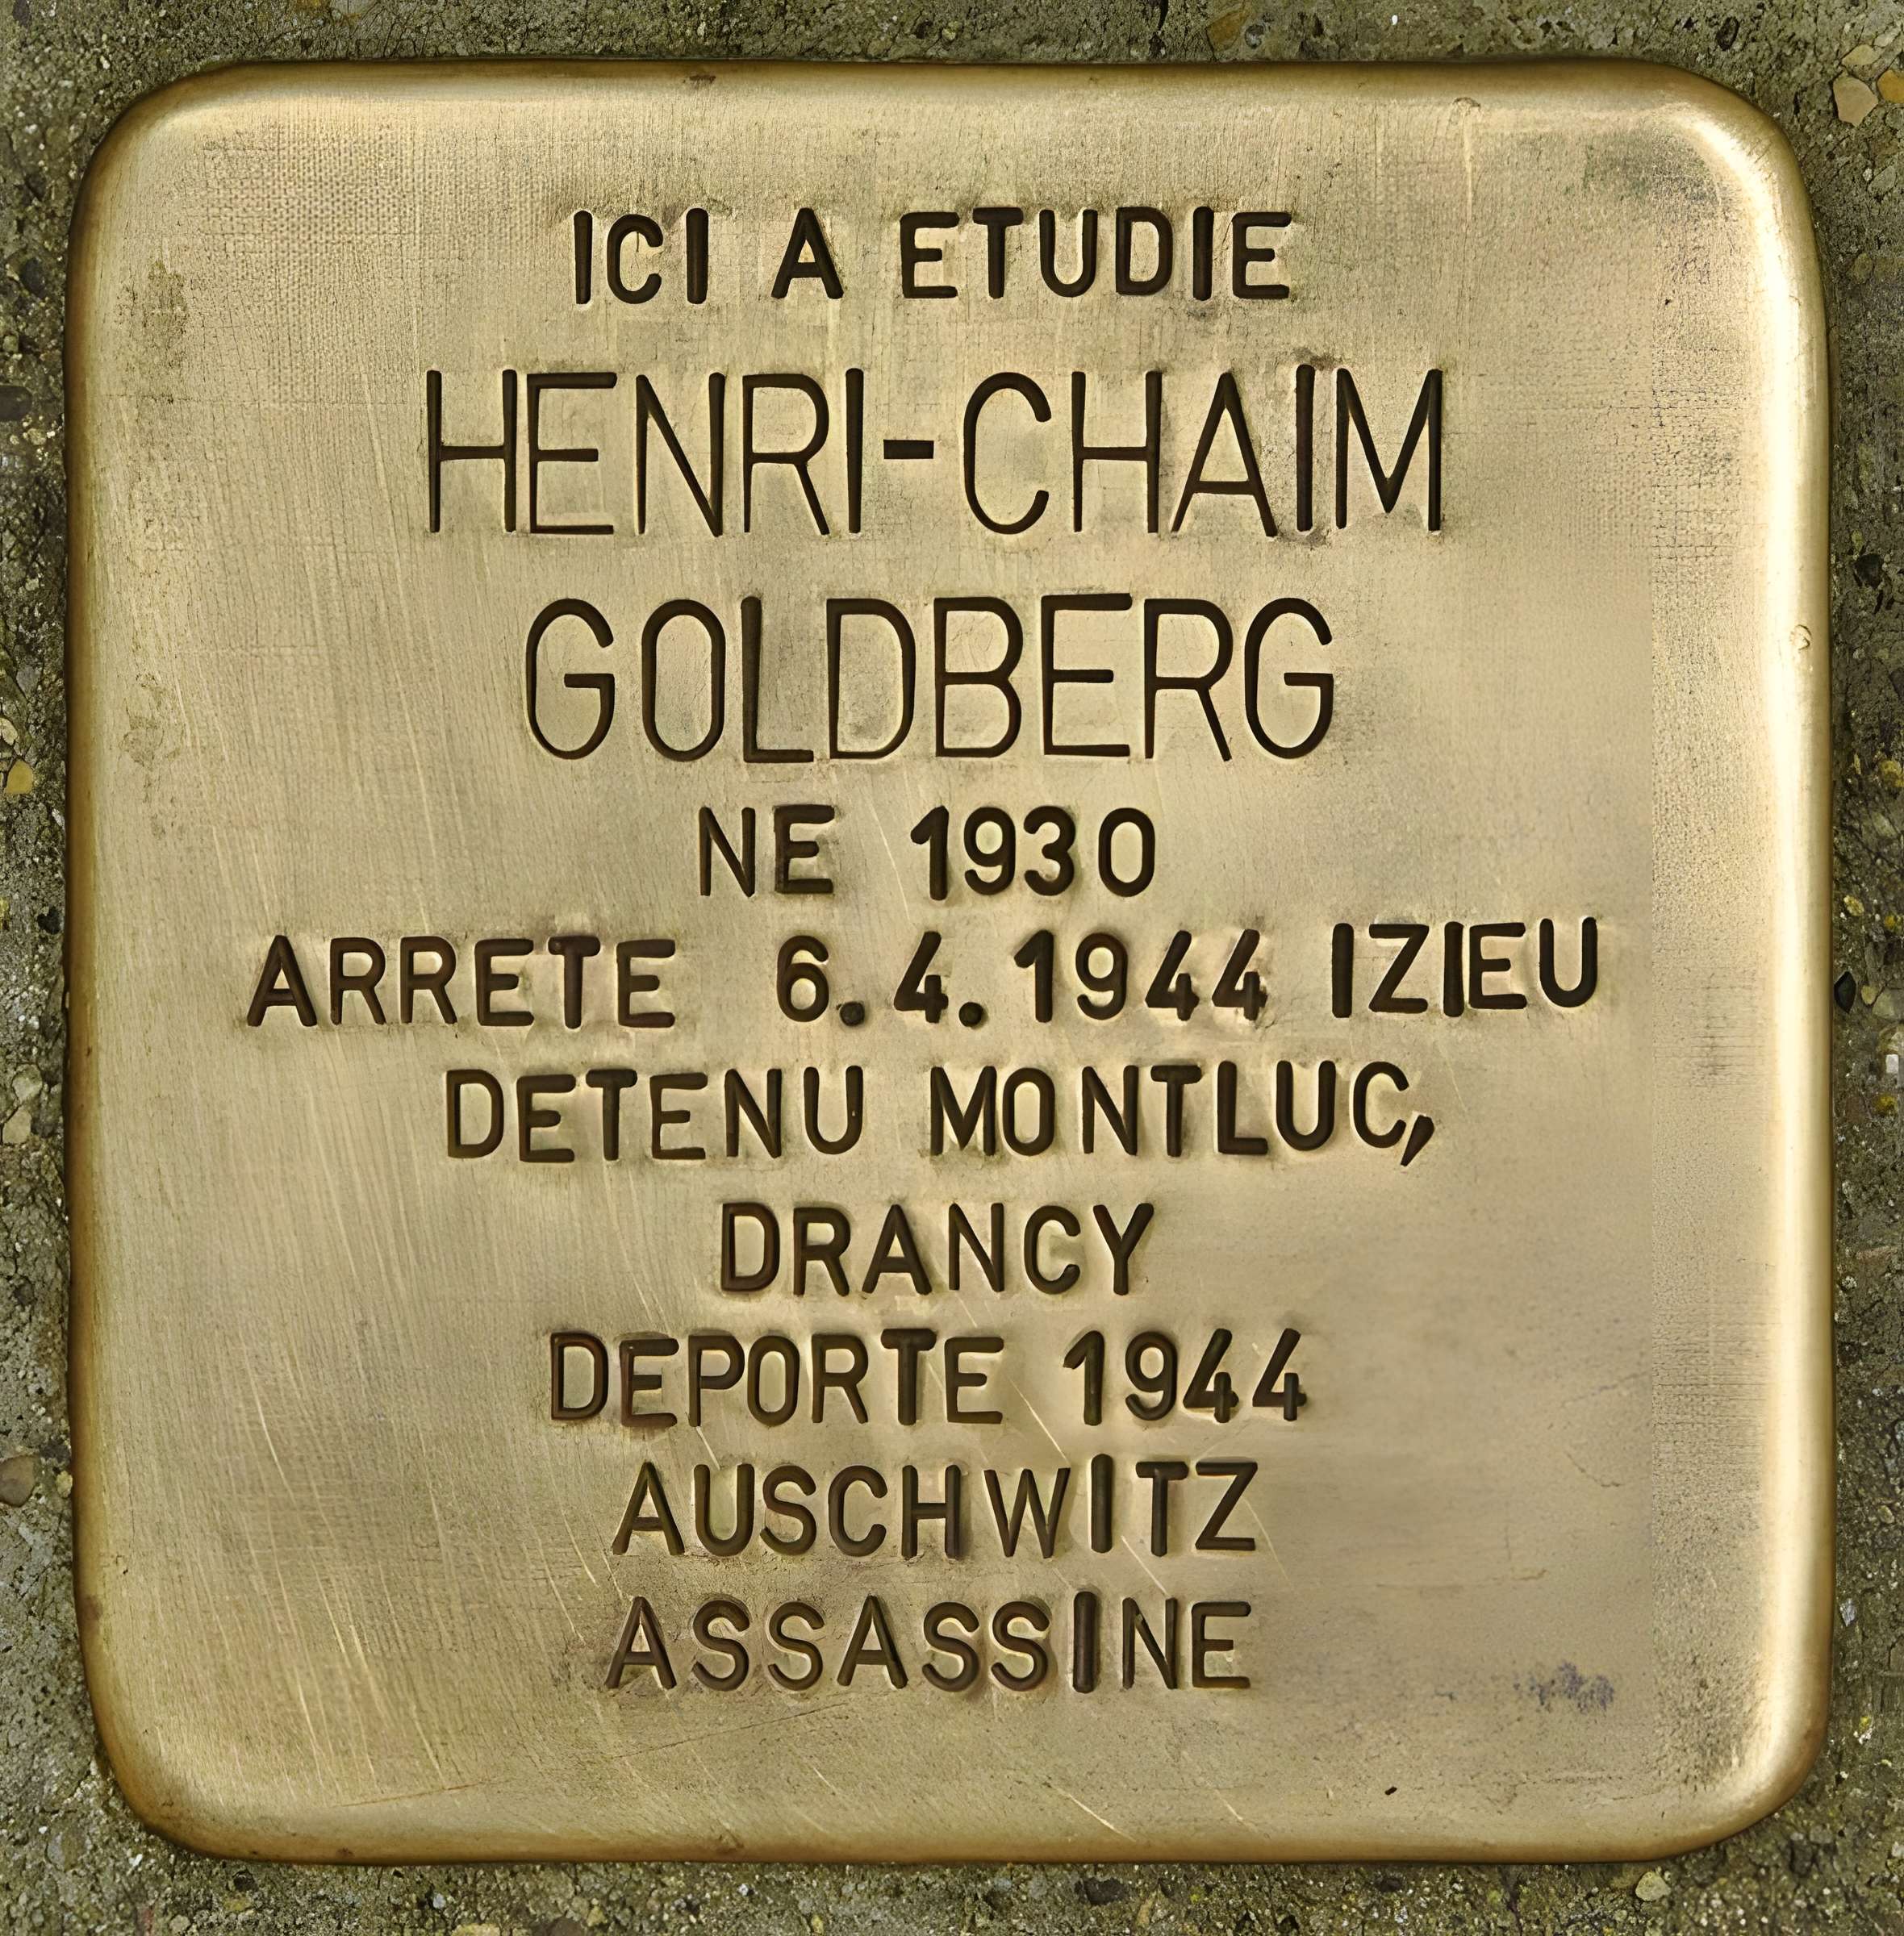 ICI A ETUDIE
HENRI-CHAIM
GOLDBERG
NE 1930
ARRETE 6.4.1944 IZIEU
DETENU MONTLUC,
DRANCY
DEPORTE 1944
AUSCHWITZ
ASSASSINE